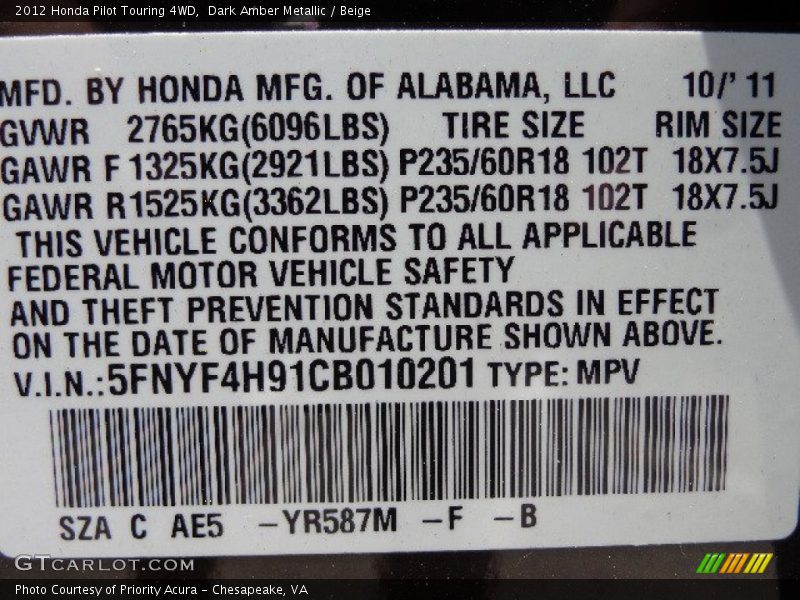 2012 Honda Pilot Touring 4WD,  Dark Amber Metallic / Beige
MFD. BY HONDA MFG. OF ALABAMA, LLC 10/' 11
GVWR 2765KG(6096LBS) TIRE SIZE RIM SIZE
GAWR F 1325KG(2921LBS) P235/60R18 102T 18X7.5J
GAWR R1525KG(3362LBS) P235/60R18 102T 18X7.5J
THIS VEHICLE CONFORMS TO ALL APPLICABLE
FEDERAL MOTOR VEHICLE SAFETY
AND THEFT PREVENTION STANDARDS IN EFFECT
ON THE DATE OF MANUFACTURE SHOWN ABOVE.
V.I.N.:5FNYF4H91CB010201 TYPE: MPV
SZA C AE5 -YR587M -F -B
GTCARLOT.COM
Photo Courtesy of Priority Acura - Chesapeake, VA